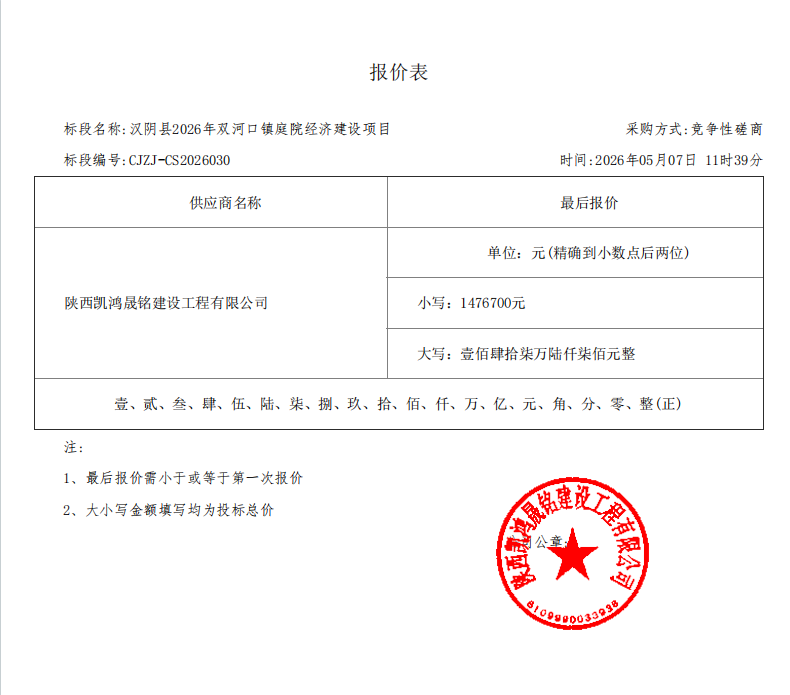 报价表
标段名称:汉阴县2026年双河口镇庭院经济建设项目
采购方式:竞争性磋商
标段编号:CJZJ-CS2026030
时间:2026年05月07日 11时39分
供应商名称
最后报价
单位：元(精确到小数点后两位)
陕西凯鸿晟铭建设工程有限公司
小写：1476700元
大写：壹佰肆拾柒万陆仟柒佰元整
壹、贰、叁、肆、伍、陆、柒、捌、玖、拾、佰、仟、万、亿、元、角、分、零、整(正)
注:
1、最后报价需小于或等于第一次报价
2、大小写金额填写均为投标总价
陕西凯鸿晟铭建设工程有限公司
公章:
6109990033938